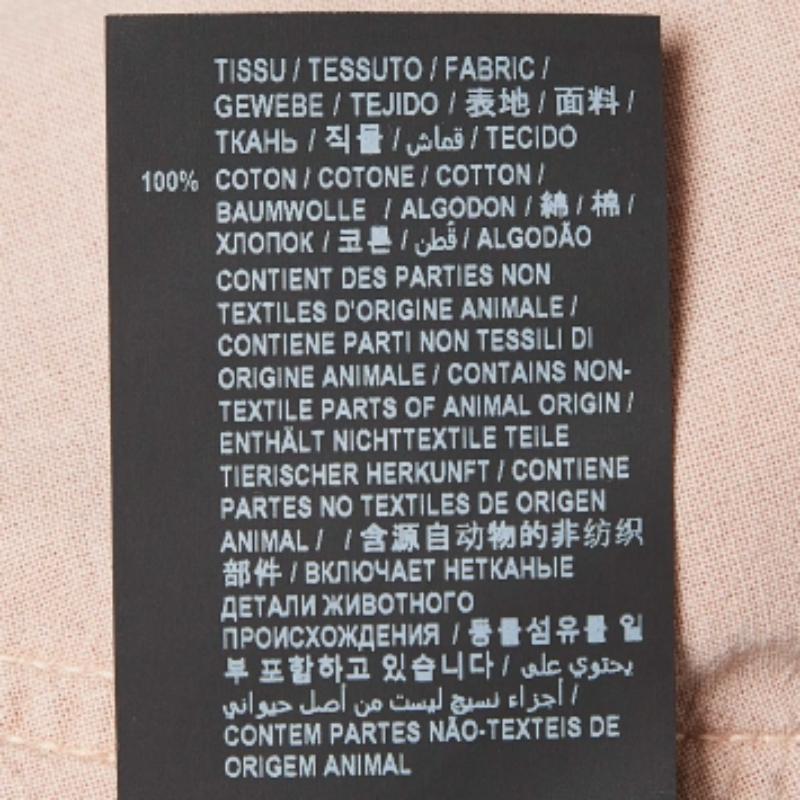 TISSU / TESSUTO / FABRIC /
GEWEBE / TEJIDO / 表地 / 面料 /
ТКАНЬ / 직물 / قماش / TECIDO
100% COTON / COTONE / COTTON /
BAUMWOLLE / ALGODON / 綿 / 棉 /
ХЛОПОК / 코튼 / قُطن / ALGODÃO
CONTIENT DES PARTIES NON
TEXTILES D'ORIGINE ANIMALE /
CONTIENE PARTI NON TESSILI DI
ORIGINE ANIMALE / CONTAINS NON-
TEXTILE PARTS OF ANIMAL ORIGIN /
ENTHÄLT NICHTTEXTILE TEILE
TIERISCHER HERKUNFT / CONTIENE
PARTES NO TEXTILES DE ORIGEN
ANIMAL / / 含源自动物的非纺织
部件 / ВКЛЮЧАЕТ НЕТКАНЫЕ
ДЕТАЛИ ЖИВОТНОГО
ПРОИСХОЖДЕНИЯ / 동물섬유를 일
부 포함하고 있습니다 / يحتوي على
أجزاء نسيج ليست من أصل حيواني /
CONTEM PARTES NÃO-TEXTEIS DE
ORIGEM ANIMAL